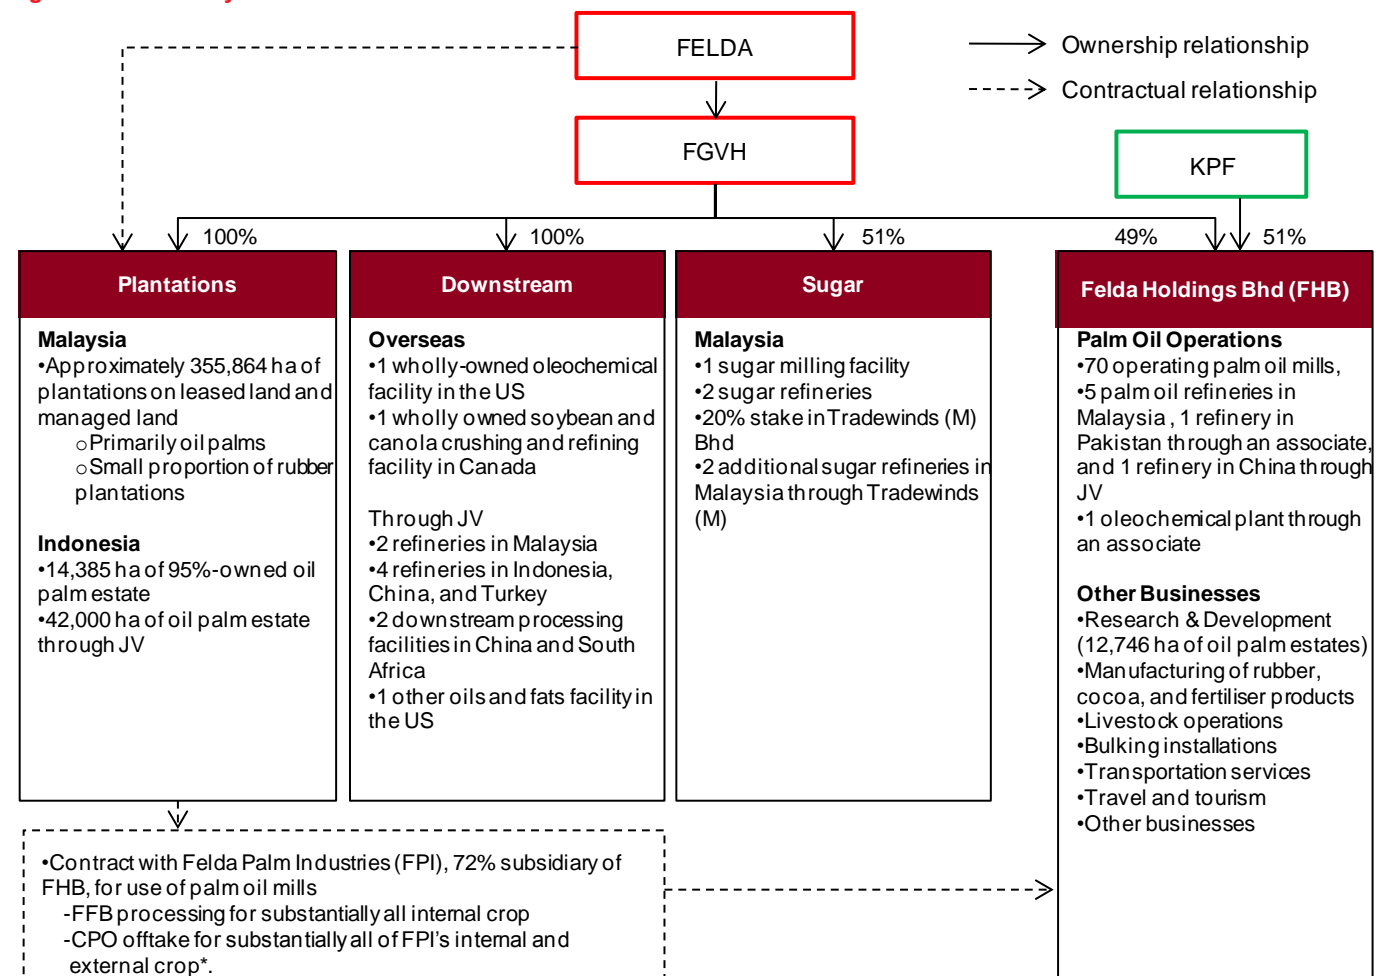 FELDA
Ownership relationship
Contractual relationship
FGVH
KPF
100%
100%
51%
49%
51%
Plantations
Malaysia
•Approximately 355,864 ha of
plantations on leased land and
managed land
oPrimarily oil palms
oSmall proportion of rubber
plantations
Indonesia
•14,385 ha of 95%-owned oil
palm estate
•42,000 ha of oil palm estate
through JV
Downstream
Overseas
•1 wholly-owned oleochemical
facility in the US
•1 wholly owned soybean and
canola crushing and refining
facility in Canada
Through JV
•2 refineries in Malaysia
•4 refineries in Indonesia,
China, and Turkey
•2 downstream processing
facilities in China and South
Africa
•1 other oils and fats facility in
the US
Sugar
Malaysia
•1 sugar milling facility
•2 sugar refineries
•20% stake in Tradewinds (M)
Bhd
•2 additional sugar refineries in
Malaysia through Tradewinds
(M)
Felda Holdings Bhd (FHB)
Palm Oil Operations
•70 operating palm oil mills,
•5 palm oil refineries in
Malaysia , 1 refinery in
Pakistan through an associate,
and 1 refinery in China through
JV
•1 oleochemical plant through
an associate
Other Businesses
•Research & Development
(12,746 ha of oil palm estates)
•Manufacturing of rubber,
cocoa, and fertiliser products
•Livestock operations
•Bulking installations
•Transportation services
•Travel and tourism
•Other businesses
•Contract with Felda Palm Industries (FPI), 72% subsidiary of
FHB, for use of palm oil mills
-FFB processing for substantially all internal crop
-CPO offtake for substantially all of FPI's internal and
external crop*.